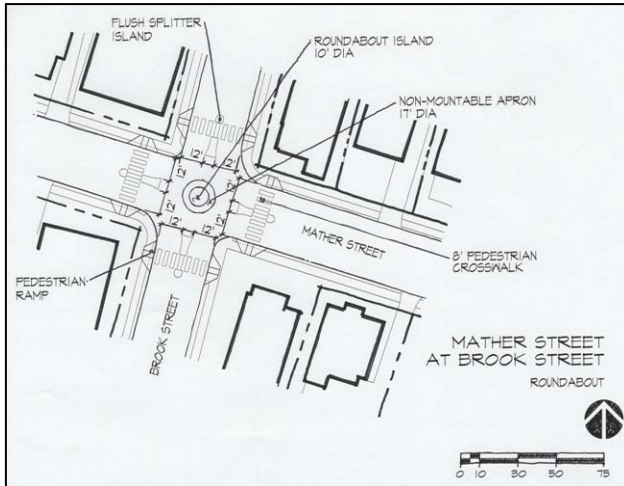 FLUSH SPLITTER
ISLAND
ROUNDABOUT ISLAND
10' DIA
NON-MOUNTABLE APRON
17' DIA
12'
12'
12'
12'
12'
12'
12'
12'
MATHER STREET
8' PEDESTRIAN
CROSSWALK
PEDESTRIAN
RAMP
BROOK STREET
MATHER STREET
AT BROOK STREET
ROUNDABOUT
0 10 30 50 75